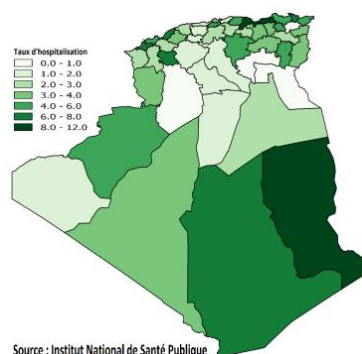 Taux d'hospitalisation
0.0 - 1.0
1.0 - 2.0
2.0 - 3.0
3.0 - 4.0
4.0 - 6.0
6.0 - 8.0
8.0 - 12.0
Source : Institut National de Santé Publique